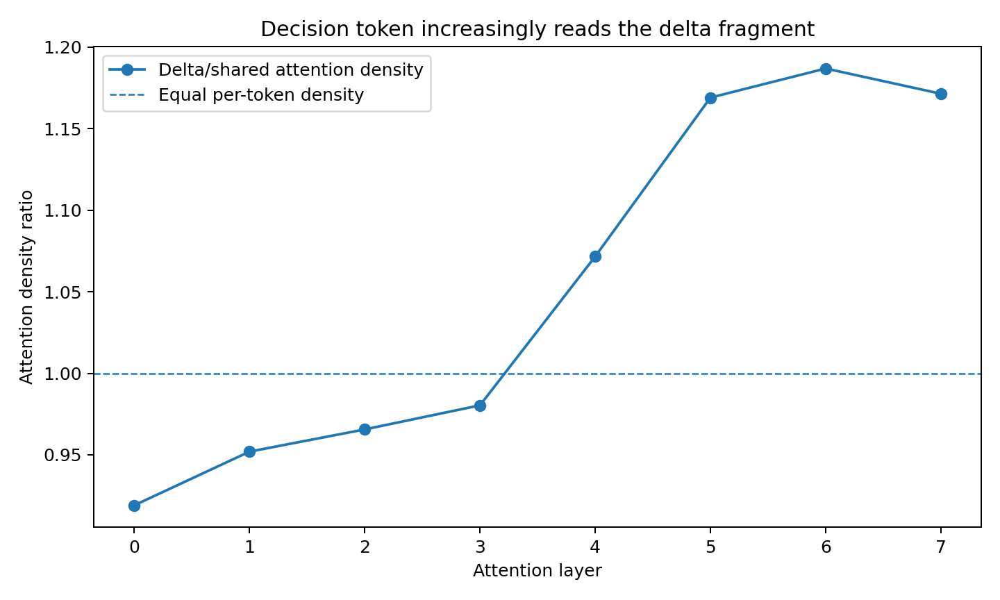 Decision token increasingly reads the delta fragment
1.20
1.15
1.10
1.05
1.00
0.95
Attention density ratio
Delta/shared attention density
Equal per-token density
0 1 2 3 4 5 6 7
Attention layer